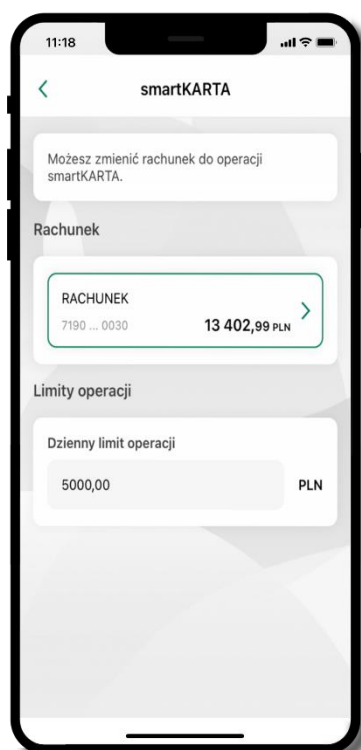 11:18
smartKARTA
Możesz zmienić rachunek do operacji
smartKARTA.
Rachunek
RACHUNEK
7190 ... 0030
13 402,99 PLN
Limity operacji
Dzienny limit operacji
5000,00
PLN